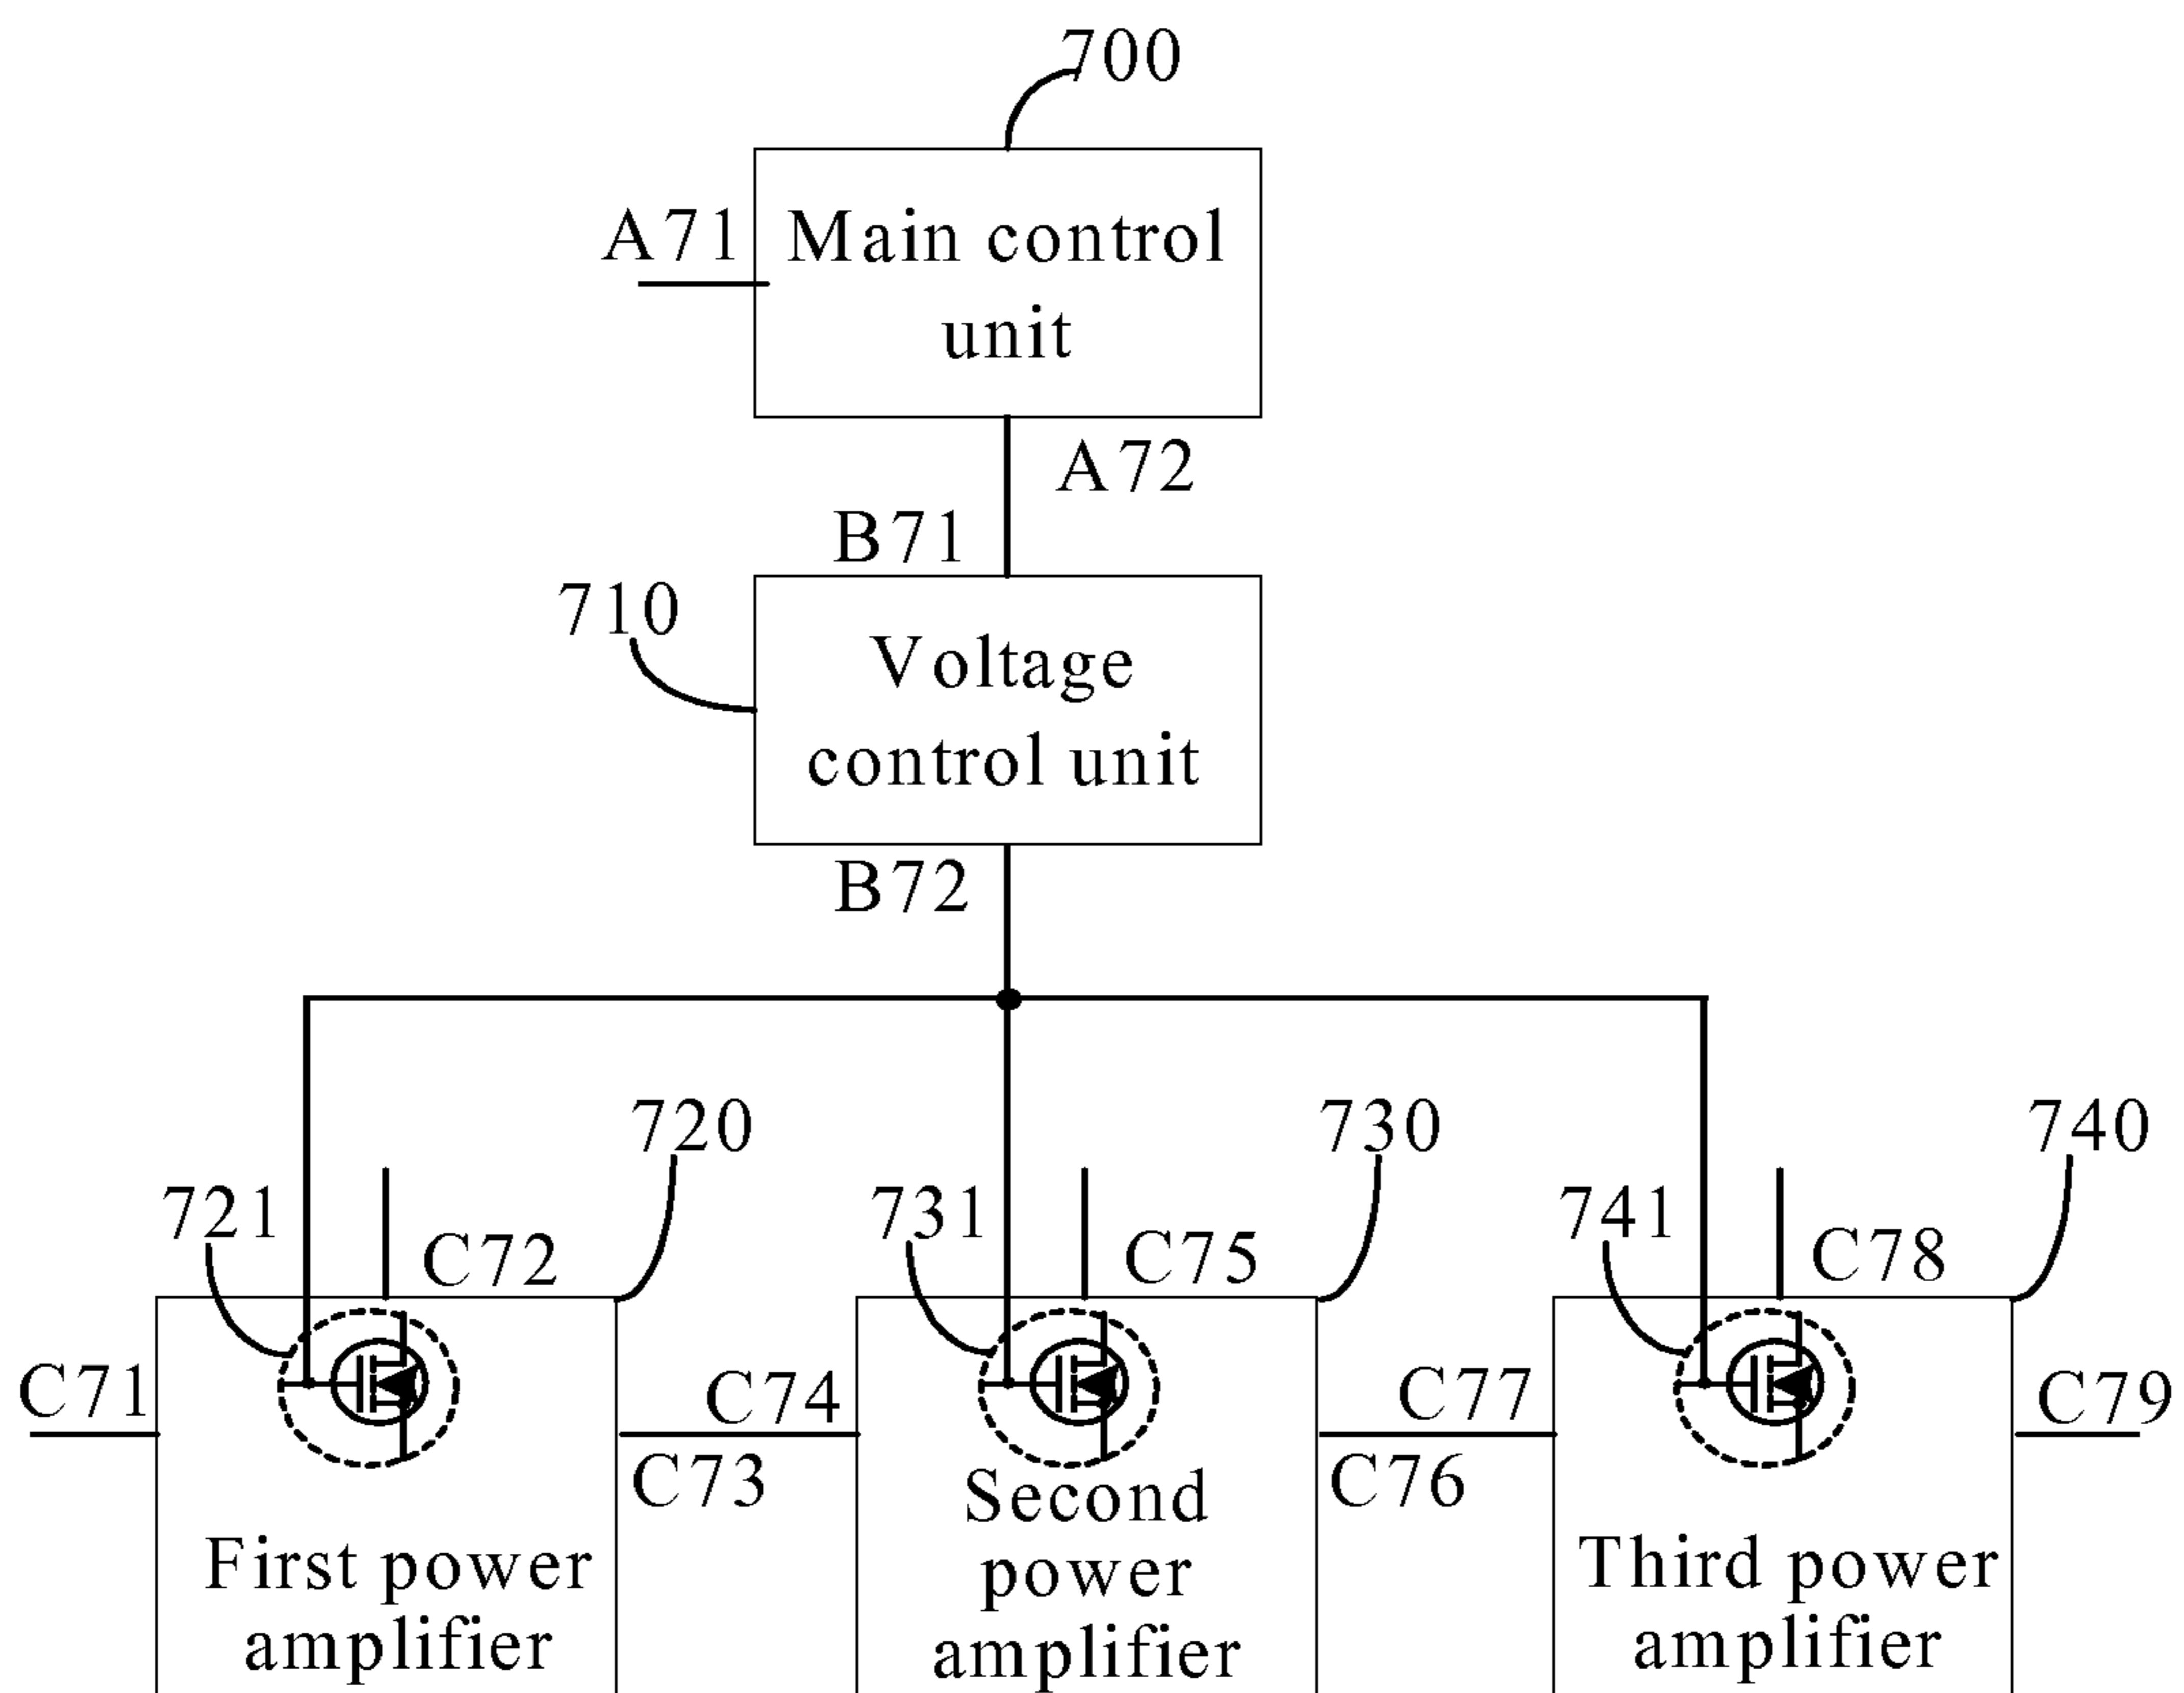 700
A71
Main control
unit
A72
B71
710
Voltage
control unit
B72
720
730
740
721
C72
731
C75
741
C78
C71
C74
C77
C79
C73
C76
First power
amplifier
Second
power
amplifier
Third power
amplifier